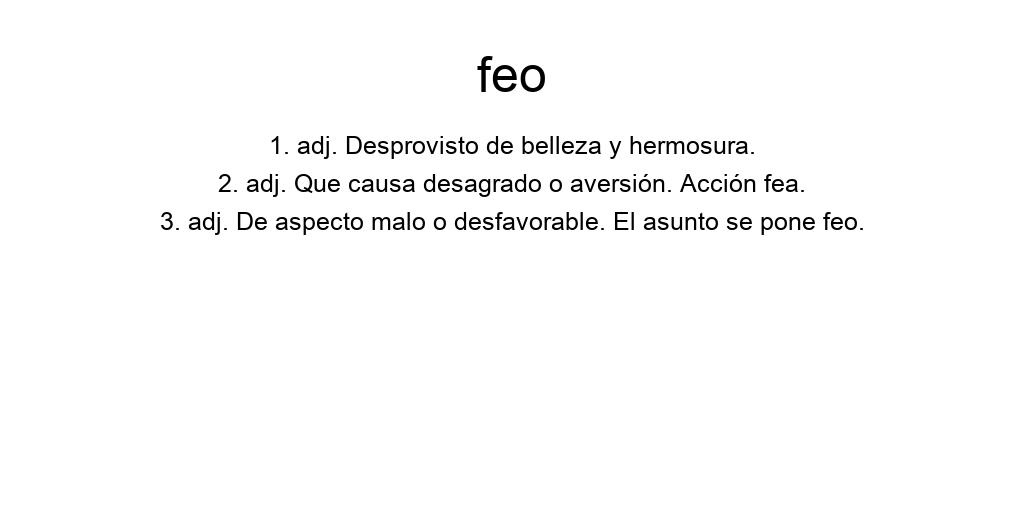 feo
1. adj. Desprovisto de belleza y hermosura.
2. adj. Que causa desagrado o aversión. Acción fea.
3. adj. De aspecto malo o desfavorable. El asunto se pone feo.